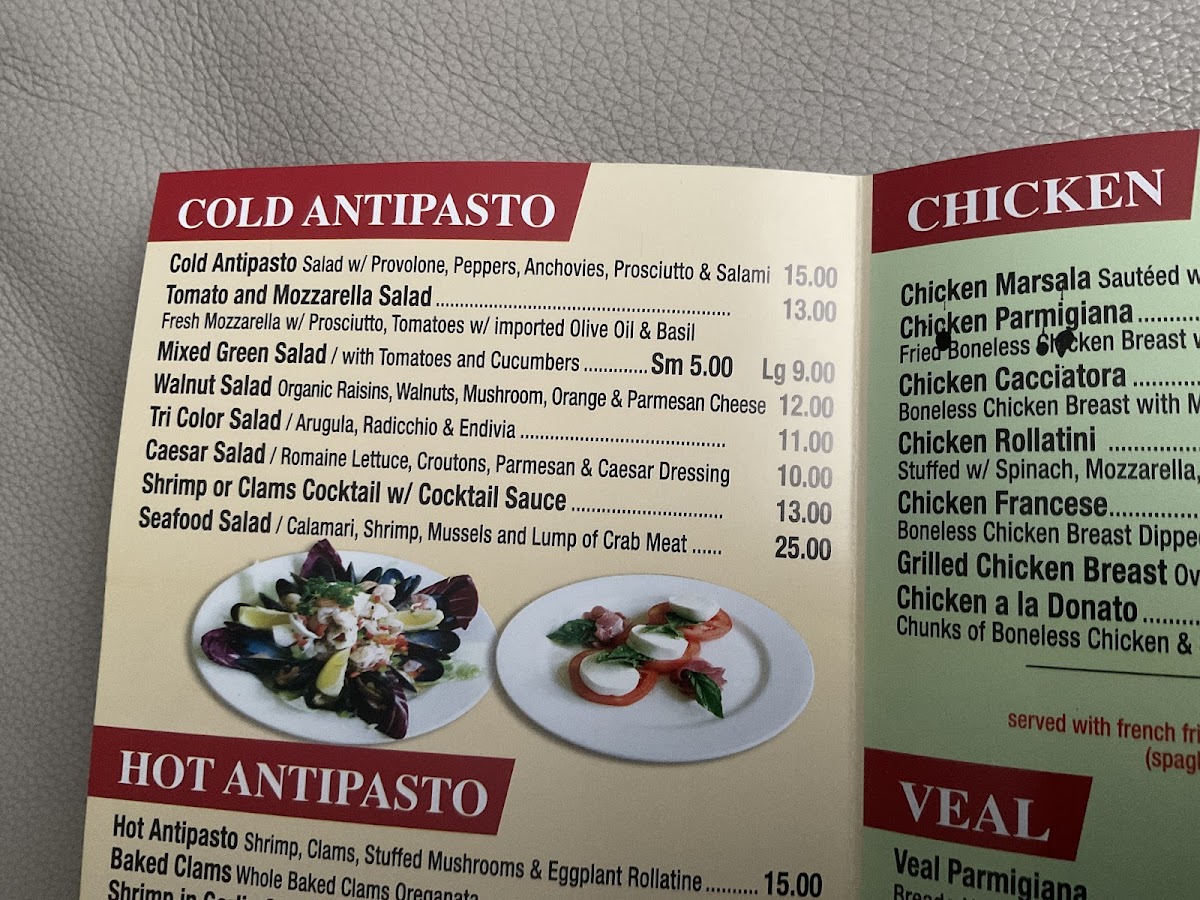 COLD ANTIPASTO
Cold Antipasto Salad w/ Provolone, Peppers, Anchovies, Prosciutto & Salami 15.00
Tomato and Mozzarella Salad .................................................... 13.00
Fresh Mozzarella w/ Prosciutto, Tomatoes w/ imported Olive Oil & Basil
Mixed Green Salad / with Tomatoes and Cucumbers ............. Sm 5.00 Lg 9.00
Walnut Salad Organic Raisins, Walnuts, Mushroom, Orange & Parmesan Cheese 12.00
Tri Color Salad / Arugula, Radicchio & Endivia .................................... 11.00
Caesar Salad / Romaine Lettuce, Croutons, Parmesan & Caesar Dressing 10.00
Shrimp or Clams Cocktail w/ Cocktail Sauce ........................... 13.00
Seafood Salad / Calamari, Shrimp, Mussels and Lump of Crab Meat ...... 25.00
HOT ANTIPASTO
Hot Antipasto Shrimp, Clams, Stuffed Mushrooms & Eggplant Rollatine .......... 15.00
Baked Clams Whole Baked Clams Oreganata
Shrimp in
CHICKEN
Chicken Marsala Sautéed w
Chicken Parmigiana ..........
Fried Boneless Chicken Breast
Chicken Cacciatora ..........
Boneless Chicken Breast with M
Chicken Rollatini ..........
Stuffed w/ Spinach, Mozzarella,
Chicken Francese ..........
Boneless Chicken Breast Dippe
Grilled Chicken Breast Ov
Chicken a la Donato ......
Chunks of Boneless Chicken &
served with french fri
(spag
VEAL
Veal Parmigiana